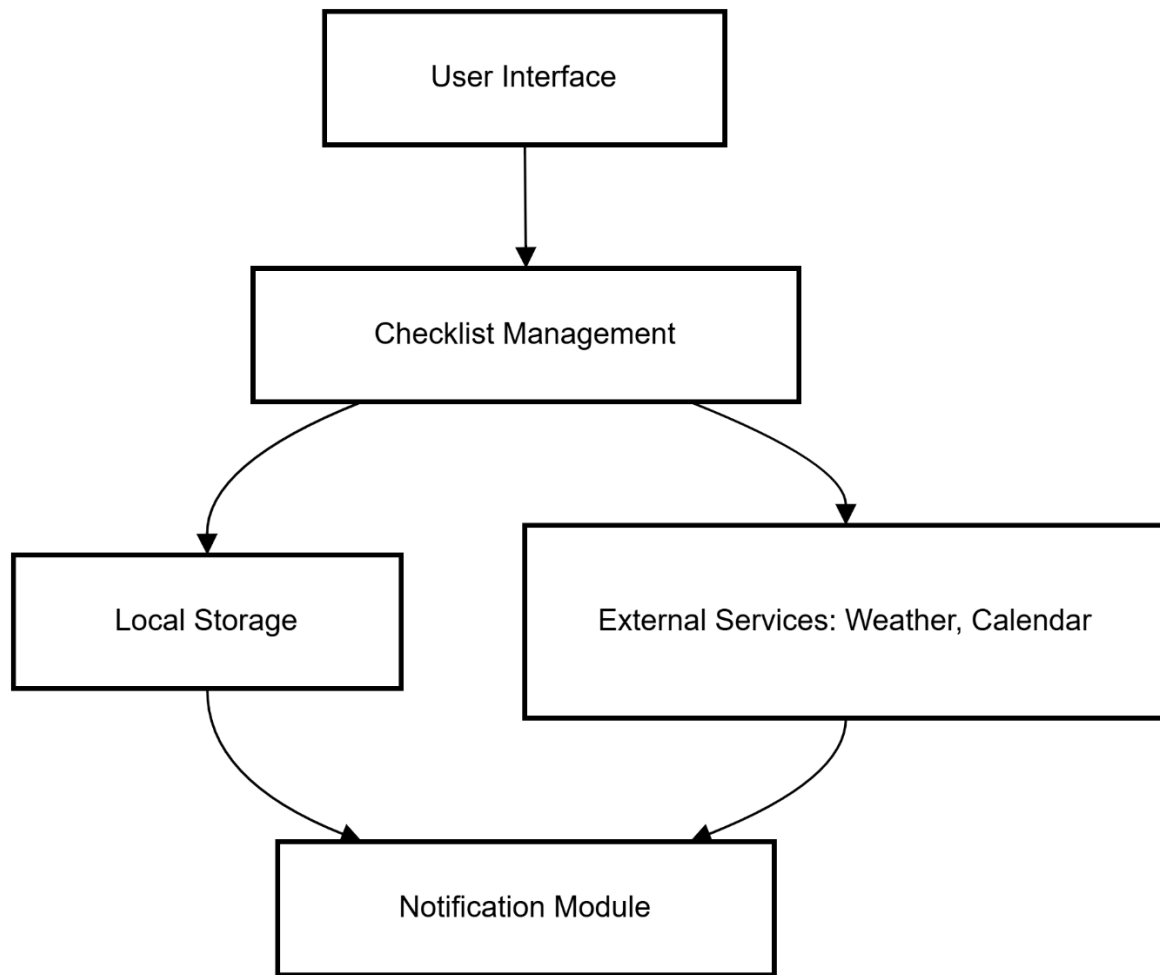 User Interface
Checklist Management
Local Storage
External Services: Weather, Calendar
Notification Module